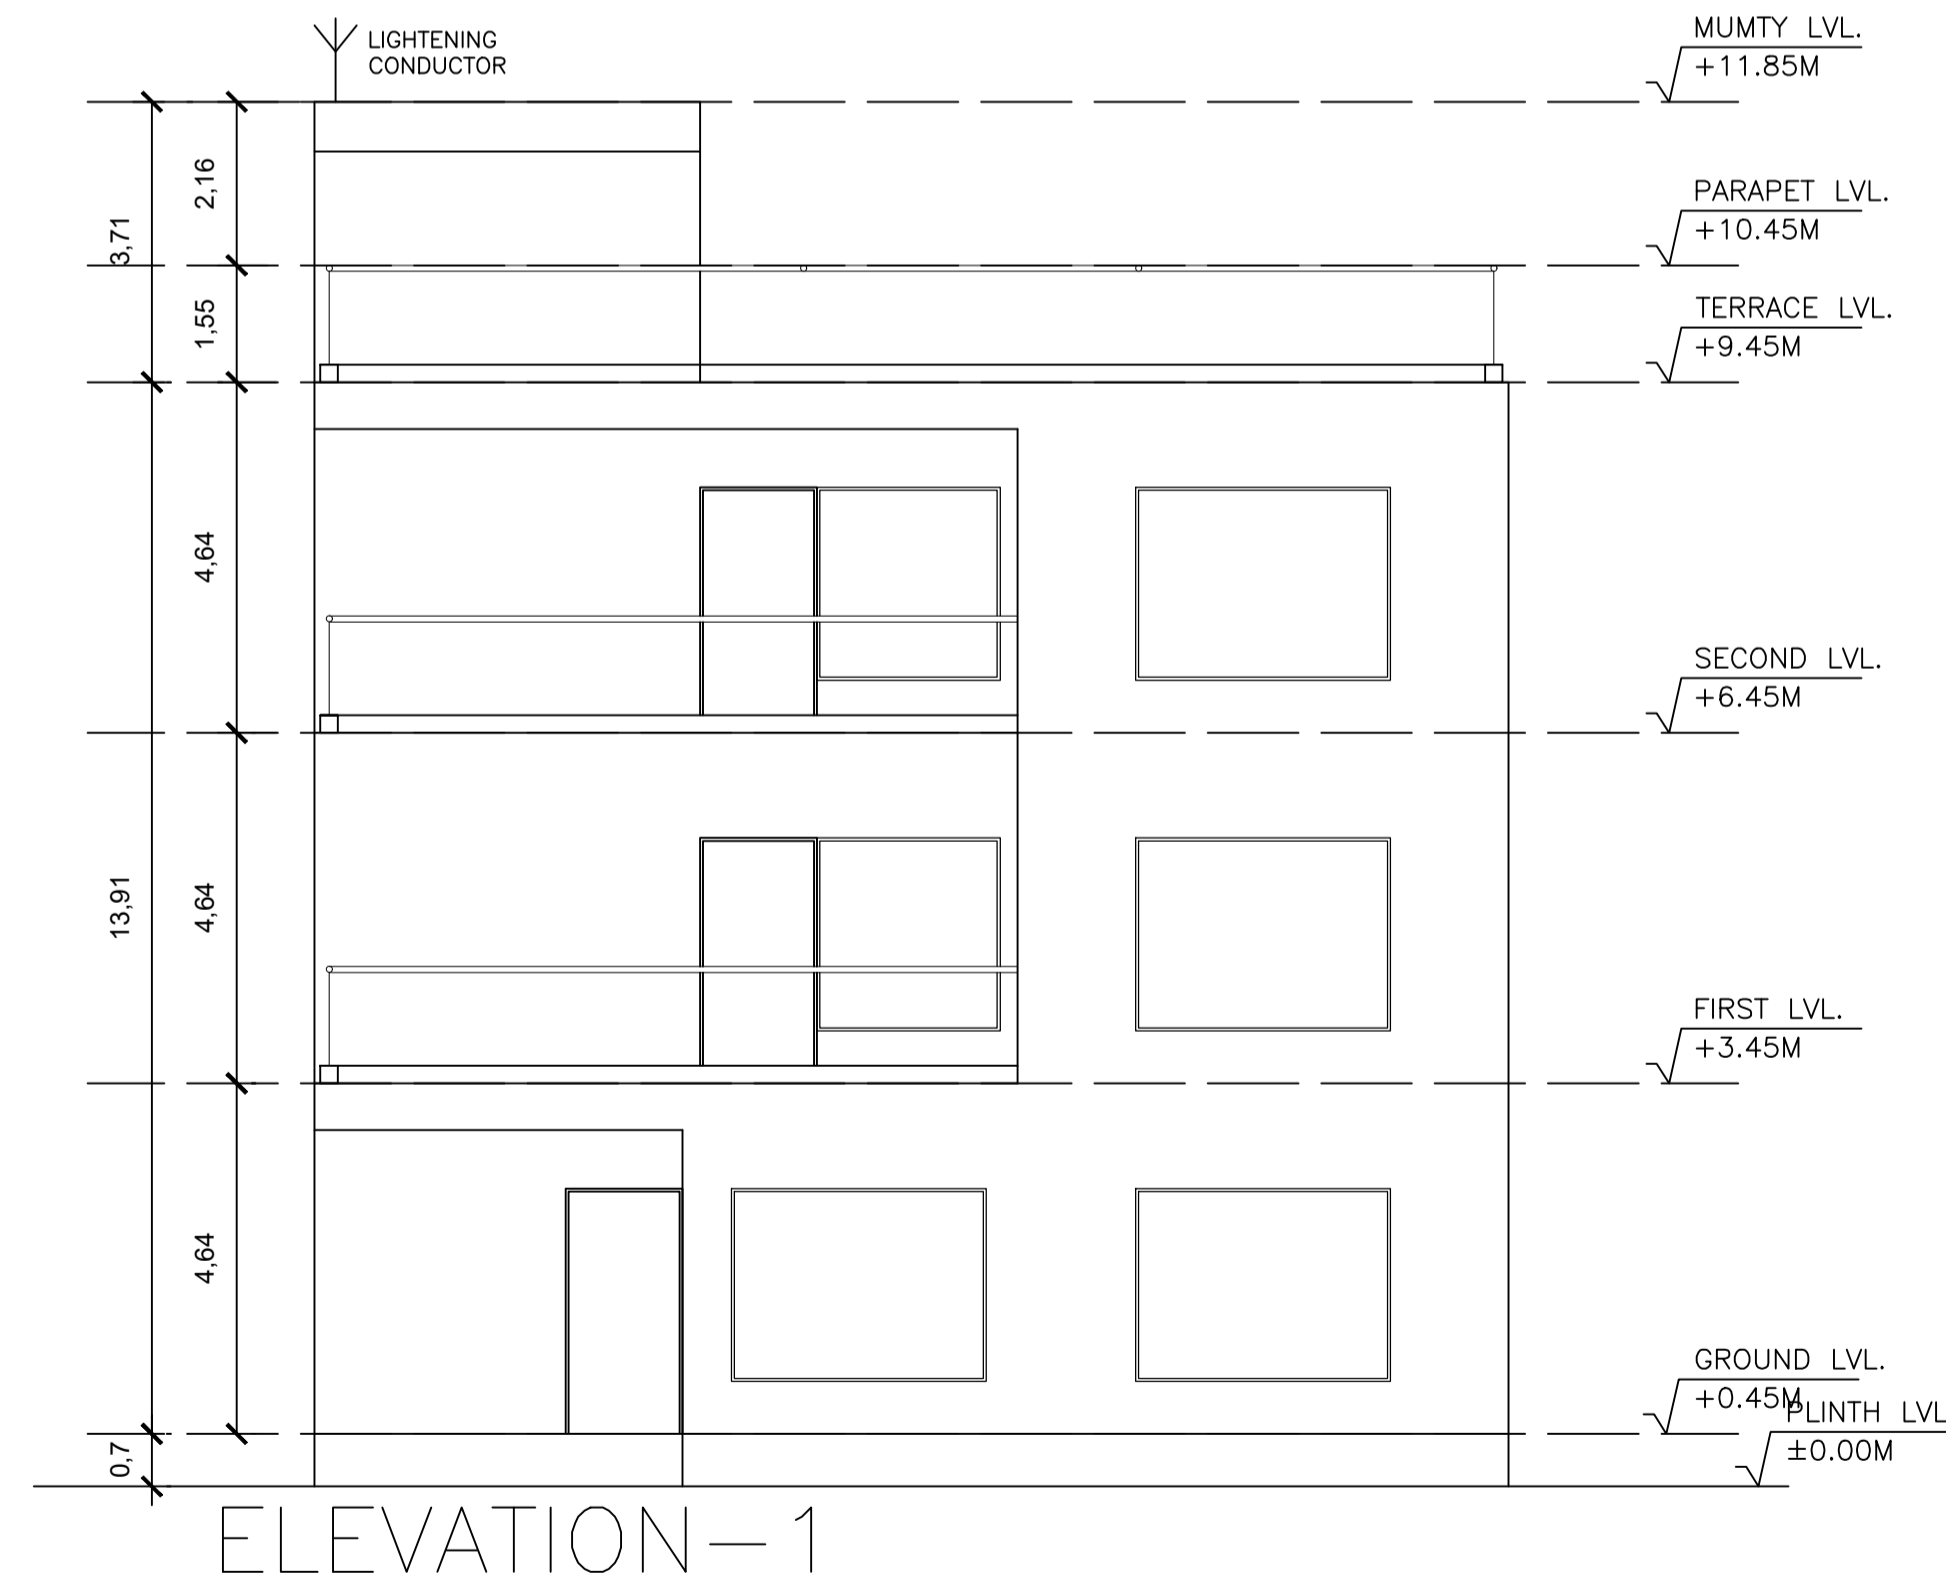 LIGHTENING
CONDUCTOR
MUMTY LVL.
+11.85M
2,16
3,71
PARAPET LVL.
+10.45M
1,55
TERRACE LVL.
+9.45M
4,64
SECOND LVL.
+6.45M
4,64
13,91
FIRST LVL.
+3.45M
4,64
GROUND LVL.
+0.45M
PLINTH LVL
±0.00M
0,7
ELEVATION-1